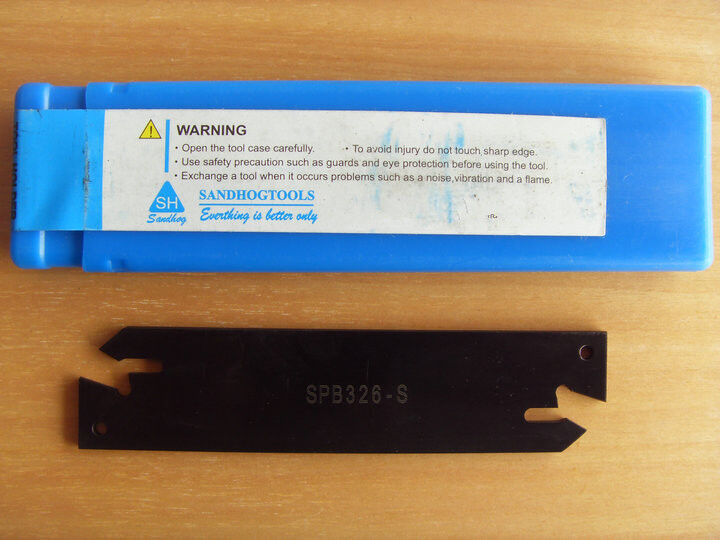 WARNING
• Open the tool case carefully. • To avoid injury do not touch sharp edge.
• Use safety precaution such as guards and eye protection before using the tool.
• Exchange a tool when it occurs problems such as a noise,vibration and a flame.
SH
Sandhog
SANDHOGTOOLS
Everthing is better only
SPB326-S